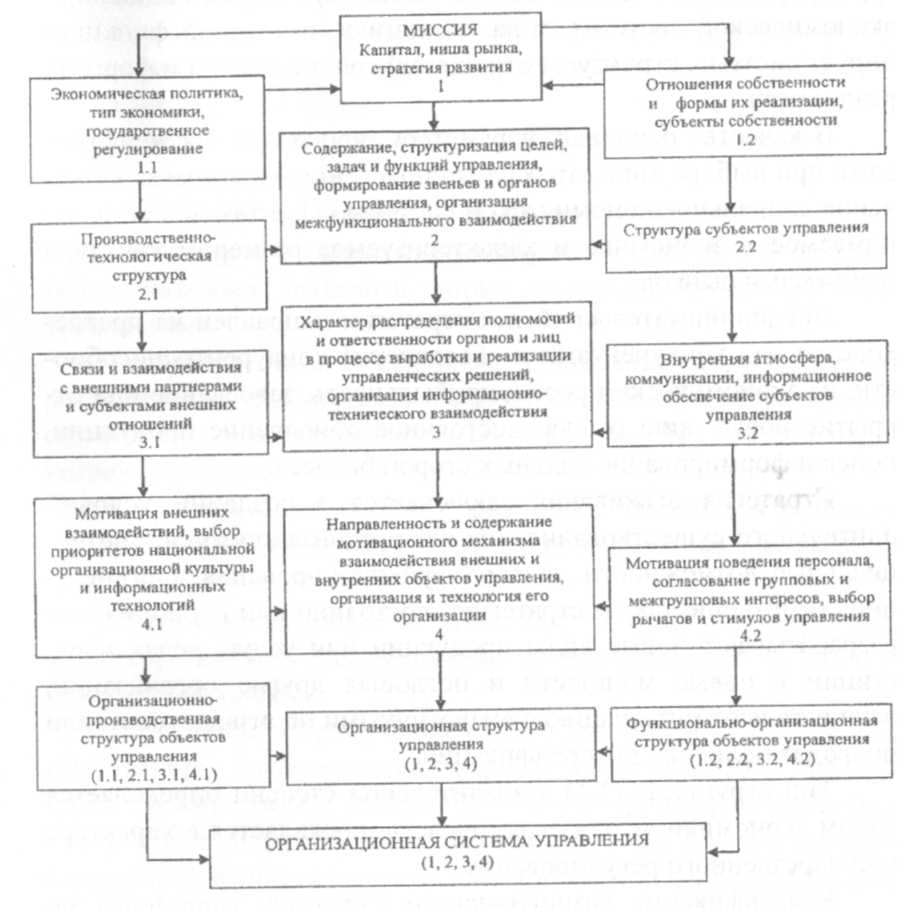 МИССИЯ
Капитал, ниша рынка,
стратегия развития
1
Экономическая политика,
тип экономики,
государственное
регулирование
1.1
Отношения собственности
и формы их реализации,
субъекты собственности
1.2
Содержание, структуризация целей,
задач и функций управления,
формирование звеньев и органов
управления, организация
межфункционального взаимодействия
2
Производственно-
технологическая
структура
2.1
Структура субъектов управления
2.2
Характер распределения полномочий
и ответственности органов и лиц
в процессе выработки и реализации
управленческих решений,
организация информационно-
технического взаимодействия
3
Связи и взаимодействия
с внешними партнерами
и субъектами внешних
отношений
3.1
Внутренняя атмосфера,
коммуникации, информационное
обеспечение субъектов
управления
3.2
Мотивация внешних
взаимодействий, выбор
приоритетов национальной
организационной культуры
и информационных
технологий
4.1
Направленность и содержание
мотивационного механизма
взаимодействия внешних и
внутренних объектов управления,
организация и технология его
организации
4
Мотивация поведения персонала,
согласование групповых и
межгрупповых интересов, выбор
рычагов и стимулов управления
4.2
Организационно-
производственная
структура объектов
управления
(1.1, 2.1, 3.1, 4.1)
Организационная структура
управления
(1, 2, 3, 4)
Функционально-организационная
структура объектов управления
(1.2, 2.2, 3.2, 4.2)
ОРГАНИЗАЦИОННАЯ СИСТЕМА УПРАВЛЕНИЯ
(1, 2, 3, 4)